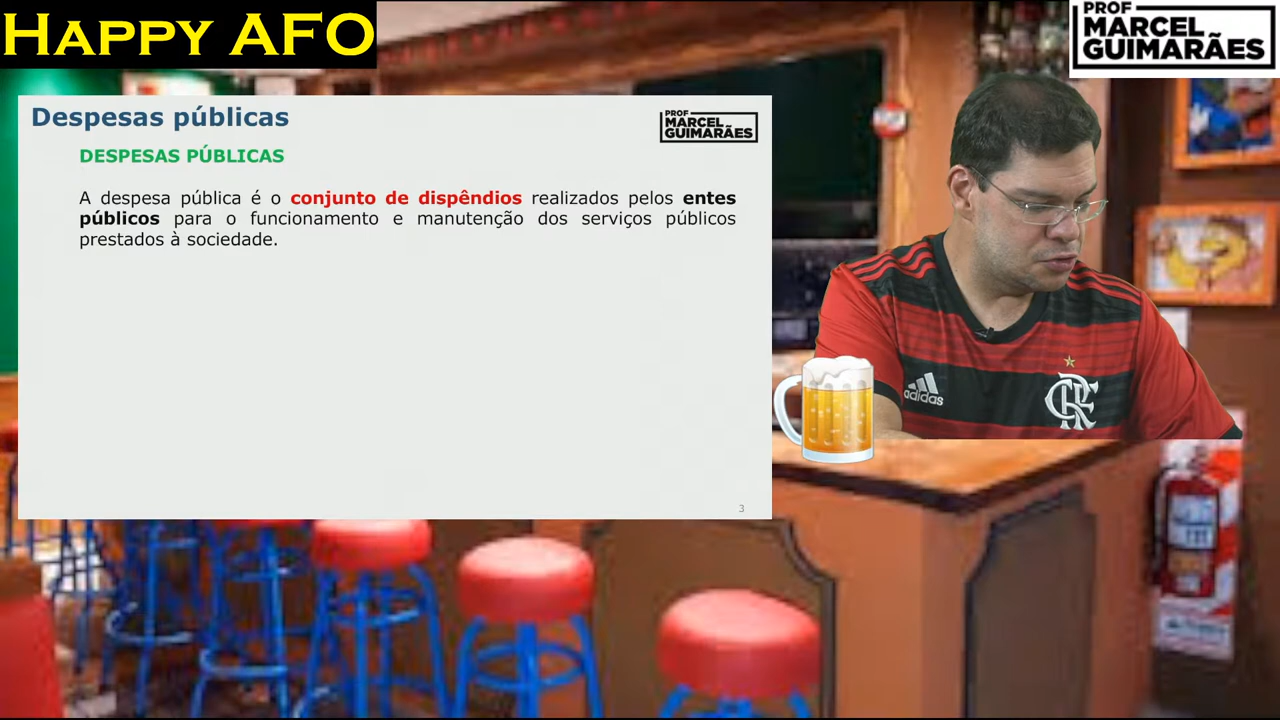 HAPPY AFO
PROF
MARCEL
GUIMARÃES
Despesas públicas
PROF
MARCEL
GUIMARÃES
DESPESAS PÚBLICAS
A despesa pública é o conjunto de dispêndios realizados pelos entes
públicos para o funcionamento e manutenção dos serviços públicos
prestados à sociedade.
3
adidas
CRF